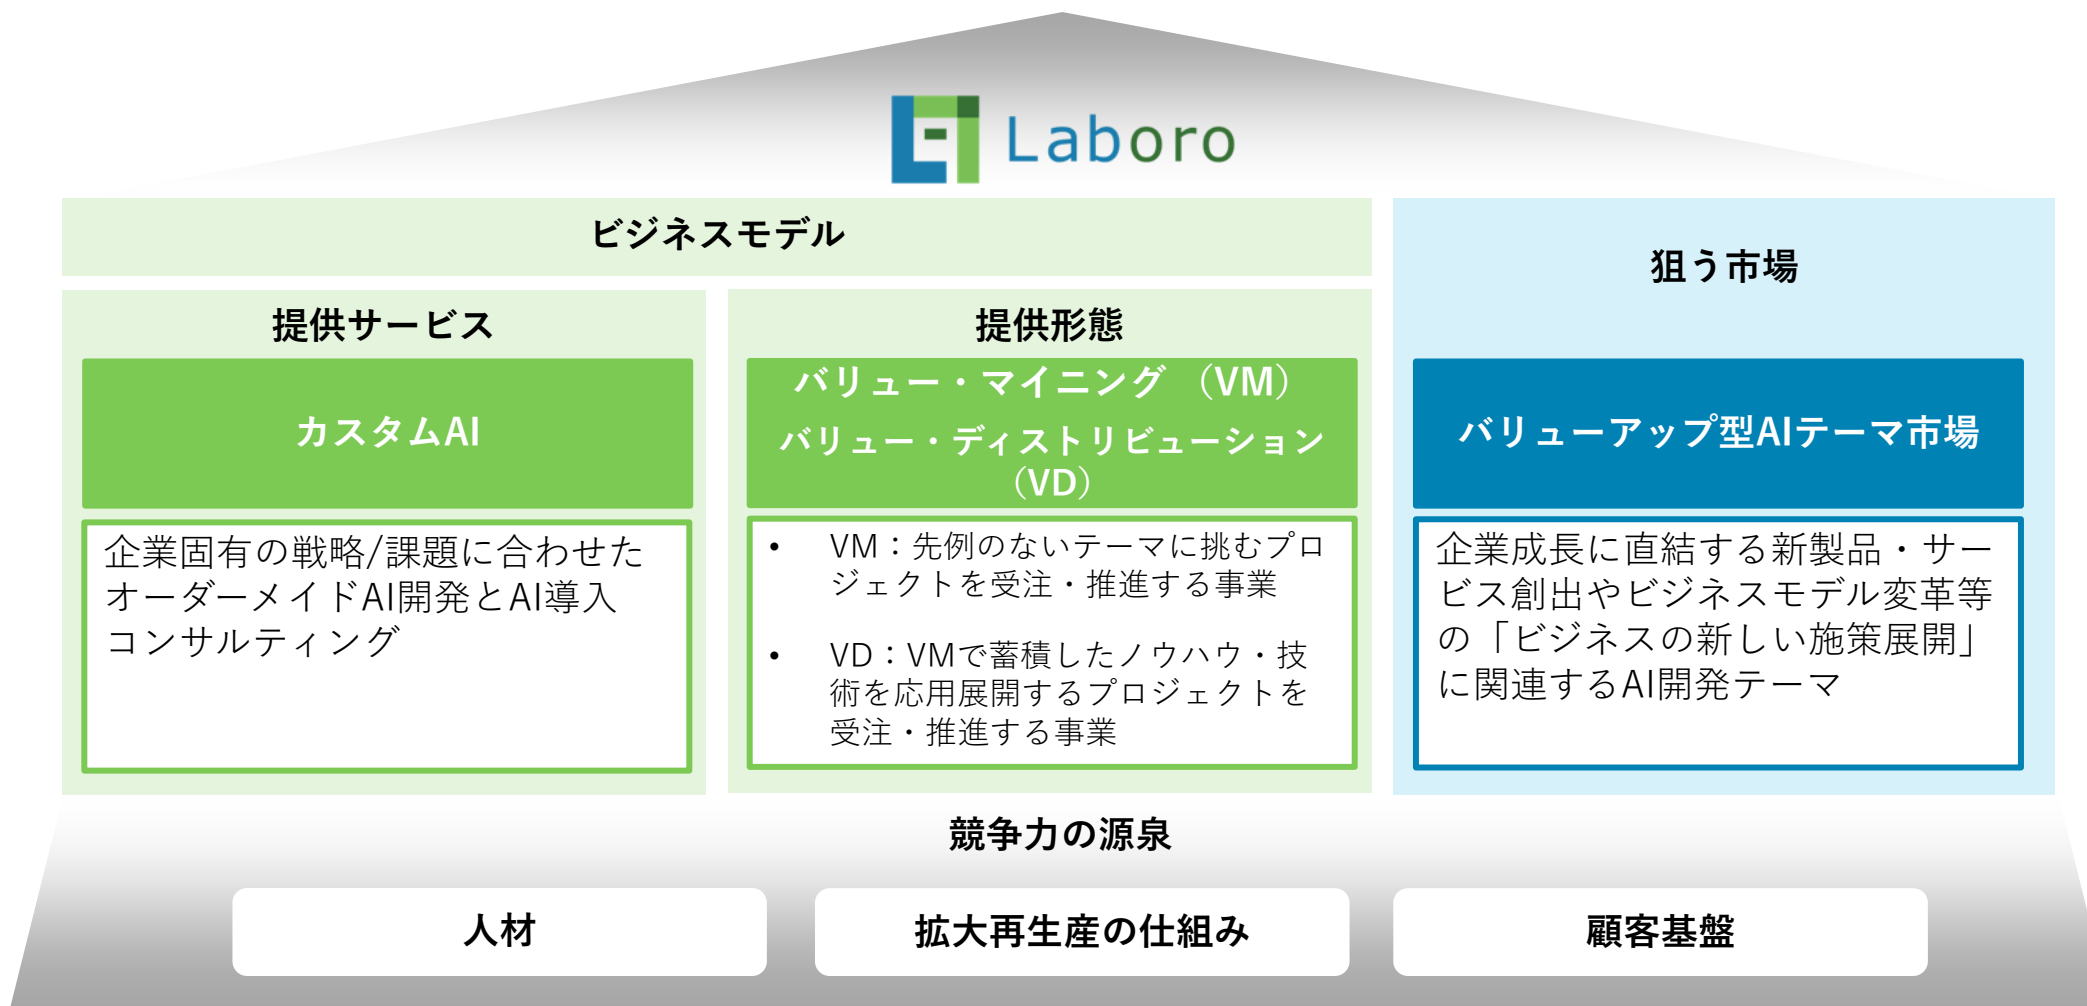 Laboro
ビジネスモデル
狙う市場
提供サービス
カスタムAI
企業固有の戦略/課題に合わせた
オーダーメイドAI開発とAI導入
コンサルティング
提供形態
バリュー・マイニング （VM）
バリュー・ディストリビューション
（VD）
• VM：先例のないテーマに挑むプロ
ジェクトを受注・推進する事業
• VD：VMで蓄積したノウハウ・技
術を応用展開するプロジェクトを
受注・推進する事業
バリューアップ型AIテーマ市場
企業成長に直結する新製品・サー
ビス創出やビジネスモデル変革等
の「ビジネスの新しい施策展開」
に関連するAI開発テーマ
競争力の源泉
人材
拡大再生産の仕組み
顧客基盤